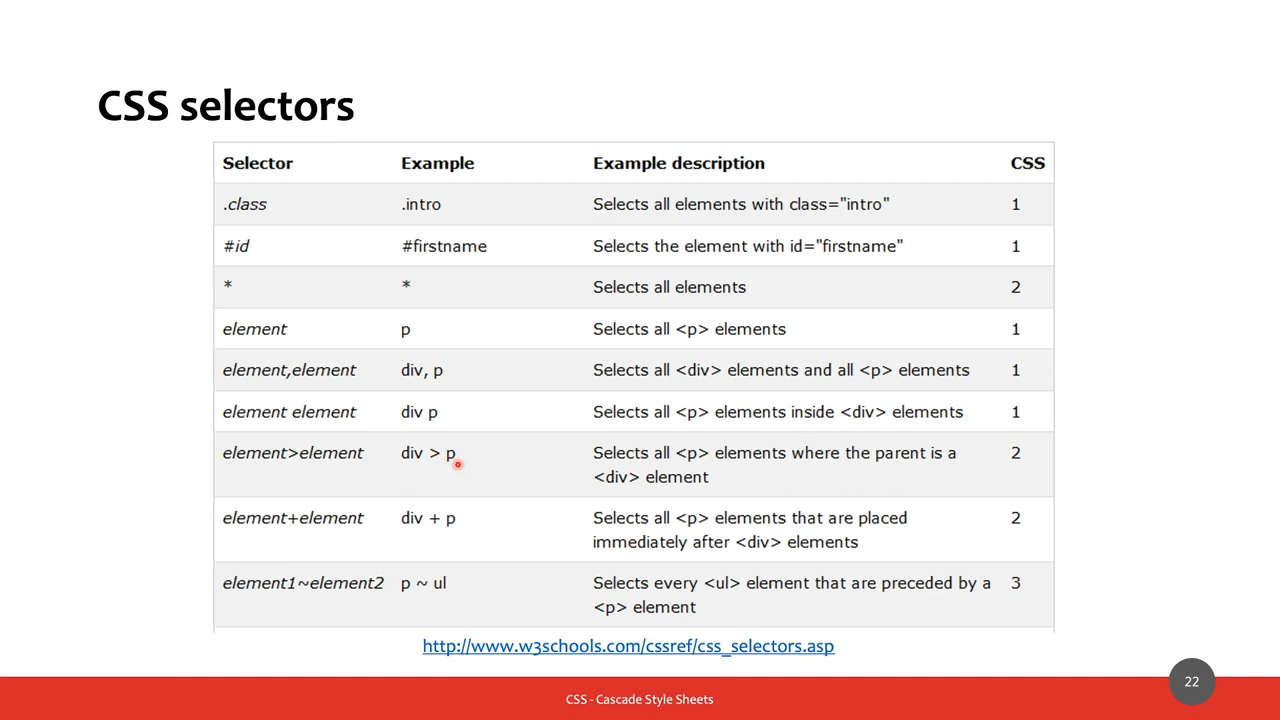 CSS selectors
Selector Example Example description CSS
.class .intro Selects all elements with class="intro" 1
#id #firstname Selects the element with id="firstname" 1
* * Selects all elements 2
element p Selects all <p> elements 1
element,element div, p Selects all <div> elements and all <p> elements 1
element element div p Selects all <p> elements inside <div> elements 1
element>element div > p Selects all <p> elements where the parent is a 2
<div> element
element+element div + p Selects all <p> elements that are placed 2
immediately after <div> elements
element1~element2 p ~ ul Selects every <ul> element that are preceded by a 3
<p> element
http://www.w3schools.com/cssref/css_selectors.asp
22
CSS - Cascade Style Sheets